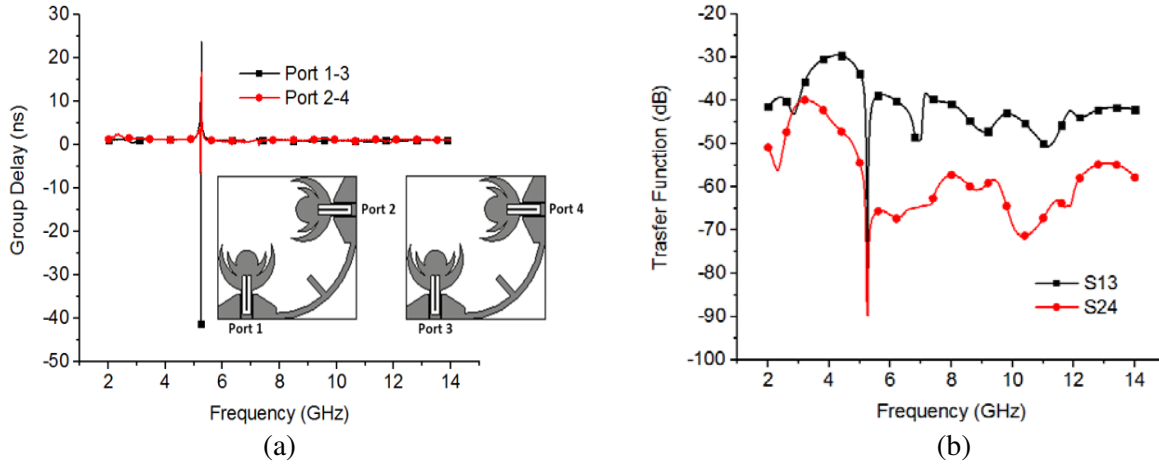 30
20
10
0
-10
-20
-30
-40
-50
Group Delay (ns)
Port 1-3
Port 2-4
Port 1
Port 2
Port 3
Port 4
2 4 6 8 10 12 14
Frequency (GHz)
(a)
-20
-30
-40
-50
-60
-70
-80
-90
-100
Trasfer Function (dB)
S13
S24
2 4 6 8 10 12 14
Frequency (GHz)
(b)